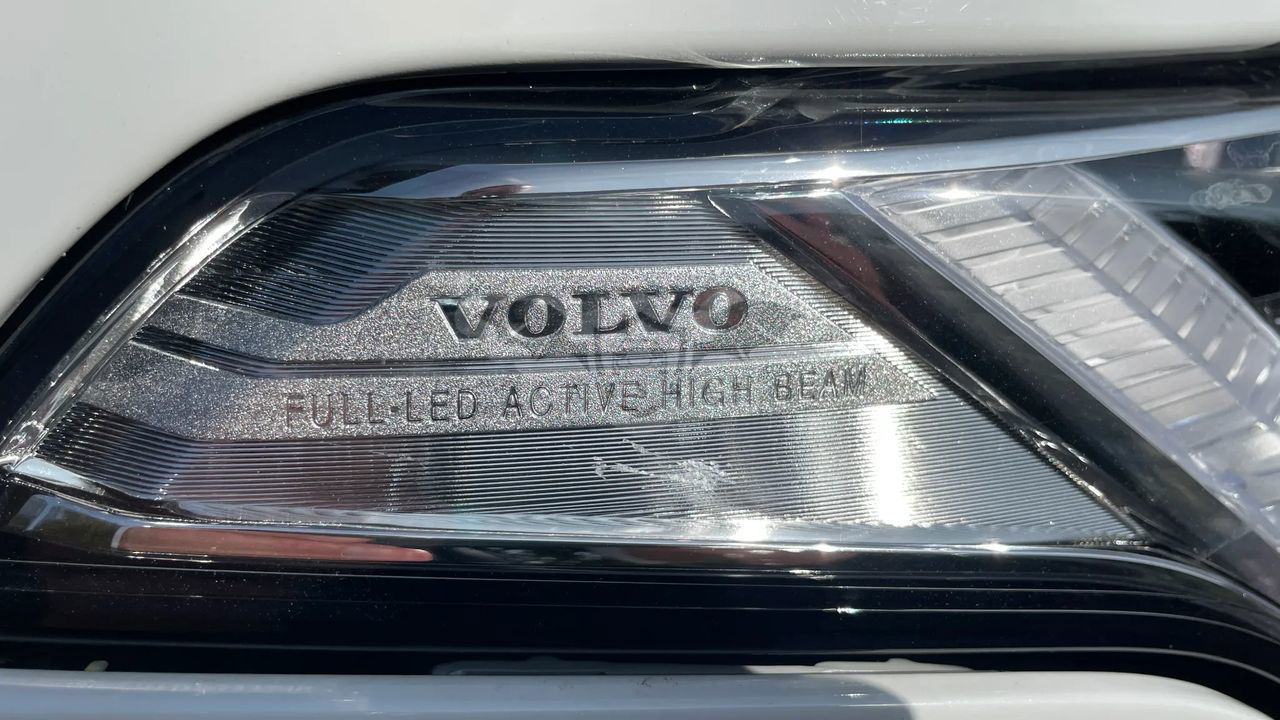 VOLVO
FULL-LED ACTIVE HIGH BEAM